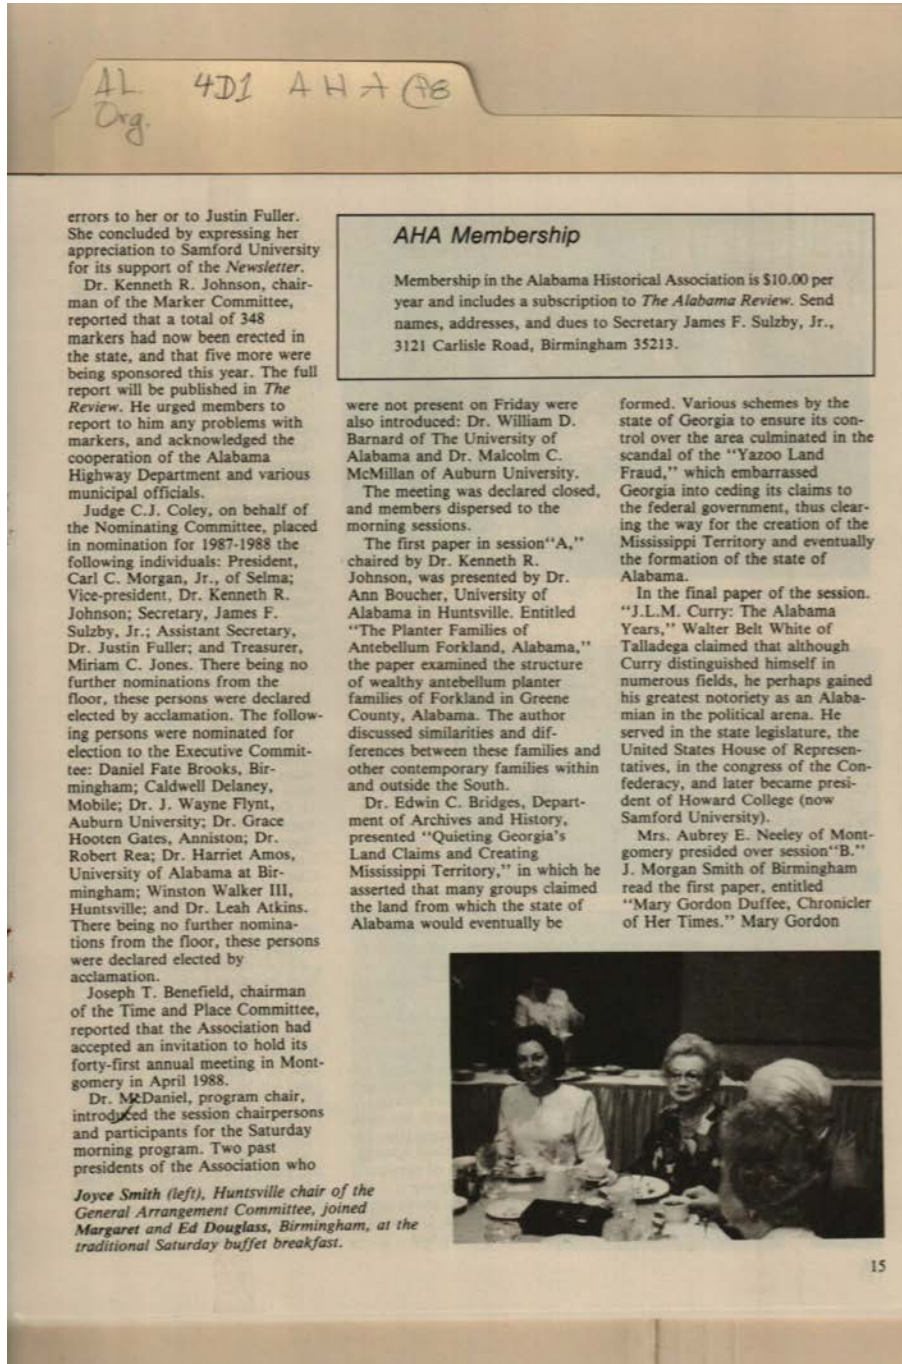 AL. 4D1 AHA P8
Org.
errors to her or to Justin Fuller.
She concluded by expressing her
appreciation to Samford University
for its support of the Newsletter.
Dr. Kenneth R. Johnson, chair-
man of the Marker Committee,
reported that a total of 348
markers had now been erected in
the state, and that five more were
being sponsored this year. The full
report will be published in The
Review. He urged members to
report to him any problems with
markers, and acknowledged the
cooperation of the Alabama
Highway Department and various
municipal officials.
Judge C.J. Coley, on behalf of
the Nominating Committee, placed
in nomination for 1987-1988 the
following individuals: President,
Carl C. Morgan, Jr., of Selma;
Vice-president, Dr. Kenneth R.
Johnson; Secretary, James F.
Sulzby, Jr.; Assistant Secretary,
Dr. Justin Fuller; and Treasurer,
Miriam C. Jones. There being no
further nominations from the
floor, these persons were declared
elected by acclamation. The follow-
ing persons were nominated for
election to the Executive Commit-
tee: Daniel Fate Brooks, Bir-
mingham; Caldwell Delaney,
Mobile; Dr. J. Wayne Flynt,
Auburn University; Dr. Grace
Hooten Gates, Anniston; Dr.
Robert Rea; Dr. Harriet Amos,
University of Alabama at Bir-
mingham; Winston Walker III,
Huntsville; and Dr. Leah Atkins.
There being no further nomina-
tions from the floor, these persons
were declared elected by
acclamation.
Joseph T. Benefield, chairman
of the Time and Place Committee,
reported that the Association had
accepted an invitation to hold its
forty-first annual meeting in Mont-
gomery in April 1988.
Dr. McDaniel, program chair,
introduced the session chairpersons
and participants for the Saturday
morning program. Two past
presidents of the Association who
AHA Membership
Membership in the Alabama Historical Association is $10.00 per
year and includes a subscription to The Alabama Review. Send
names, addresses, and dues to Secretary James F. Sulzby, Jr.,
3121 Carlisle Road, Birmingham 35213.
were not present on Friday were
also introduced: Dr. William D.
Barnard of The University of
Alabama and Dr. Malcolm C.
McMillan of Auburn University.
The meeting was declared closed,
and members dispersed to the
morning sessions.
The first paper in session"A,"
chaired by Dr. Kenneth R.
Johnson, was presented by Dr.
Ann Boucher, University of
Alabama in Huntsville. Entitled
"The Planter Families of
Antebellum Forkland, Alabama,"
the paper examined the structure
of wealthy antebellum planter
families of Forkland in Greene
County, Alabama. The author
discussed similarities and dif-
ferences between these families and
other contemporary families within
and outside the South.
Dr. Edwin C. Bridges, Depart-
ment of Archives and History,
presented "Quieting Georgia's
Land Claims and Creating
Mississippi Territory," in which he
asserted that many groups claimed
the land from which the state of
Alabama would eventually be
formed. Various schemes by the
state of Georgia to ensure its con-
trol over the area culminated in the
scandal of the "Yazoo Land
Fraud," which embarrassed
Georgia into ceding its claims to
the federal government, thus clear-
ing the way for the creation of the
Mississippi Territory and eventually
the formation of the state of
Alabama.
In the final paper of the session.
"J.L.M. Curry: The Alabama
Years," Walter Belt White of
Talladega claimed that although
Curry distinguished himself in
numerous fields, he perhaps gained
his greatest notoriety as an Alaba-
mian in the political arena. He
served in the state legislature, the
United States House of Represen-
tatives, in the congress of the Con-
federacy, and later became presi-
dent of Howard College (now
Samford University).
Mrs. Aubrey E. Neeley of Mont-
gomery presided over session"B."
J. Morgan Smith of Birmingham
read the first paper, entitled
"Mary Gordon Duffee, Chronicler
of Her Times." Mary Gordon
Joyce Smith (left), Huntsville chair of the
General Arrangement Committee, joined
Margaret and Ed Douglass, Birmingham, at the
traditional Saturday buffet breakfast.
15